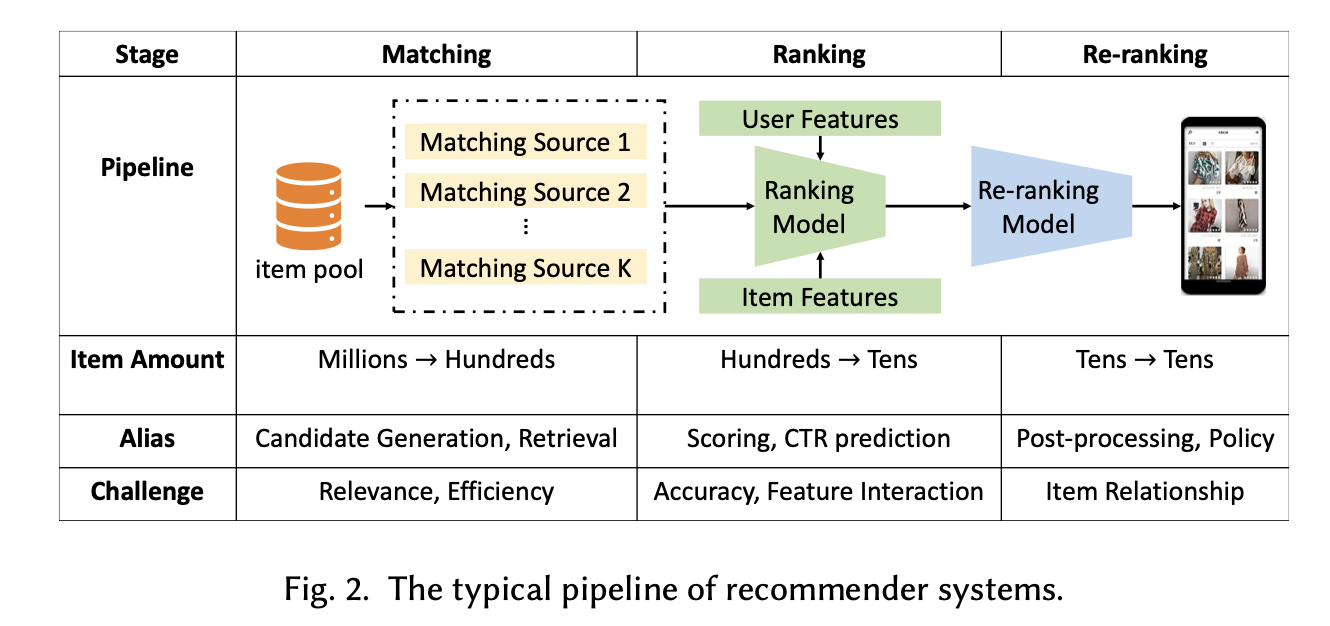 Stage Matching Ranking Re-ranking
Pipeline
item pool
Matching Source 1
Matching Source 2
⋮
Matching Source K
User Features
Ranking
Model
Item Features
Re-ranking
Model
Item Amount Millions → Hundreds Hundreds → Tens Tens → Tens
Alias Candidate Generation, Retrieval Scoring, CTR prediction Post-processing, Policy
Challenge Relevance, Efficiency Accuracy, Feature Interaction Item Relationship
Fig. 2. The typical pipeline of recommender systems.